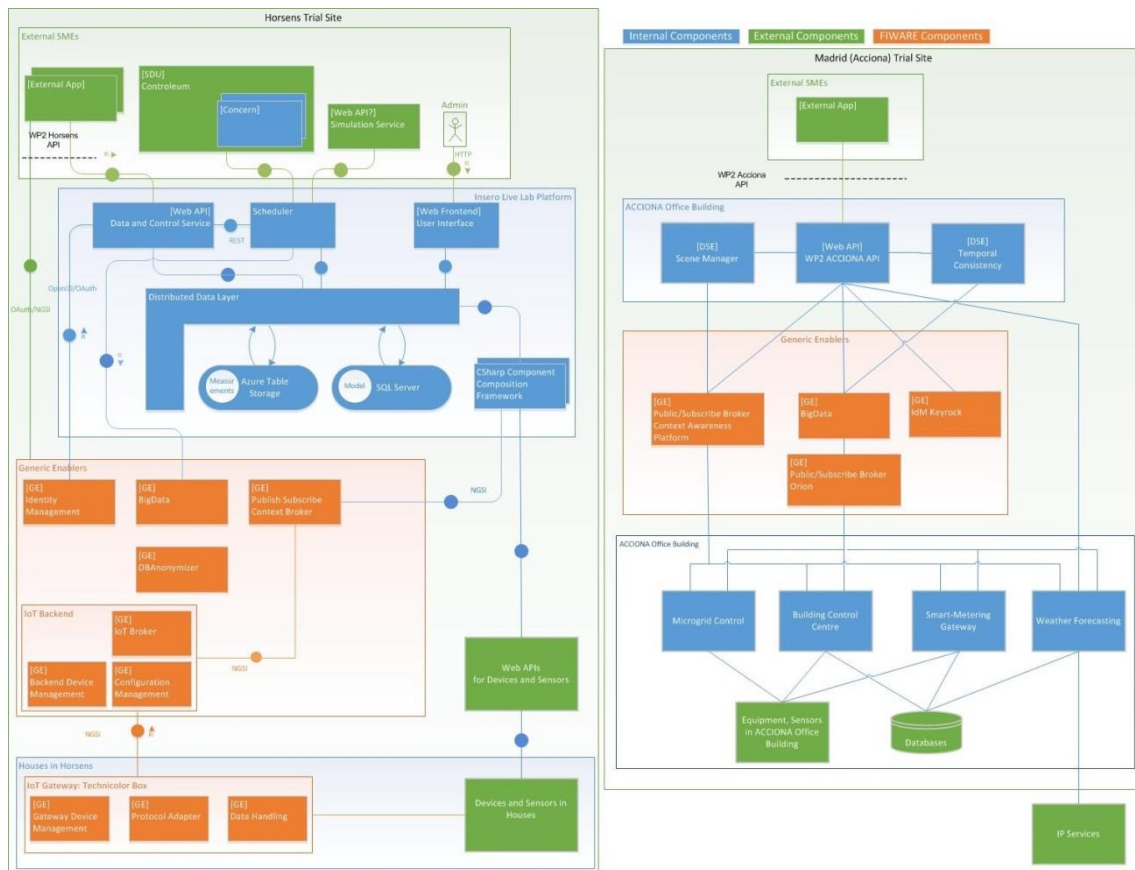 Horsens Trial Site
External SMEs
[External App]
[SDU]
Controleum
[Concern]
[Web API?]
Simulation Service
Admin
WP2 Horsens
API
R
HTTP
R
Insero Live Lab Platform
[Web API]
Data and Control Service
Scheduler
[Web Frontend]
User Interface
REST
OpenID/OAuth
OAuth/NGSI
R
R
Distributed Data Layer
Measur
ements
Azure Table
Storage
Model
SQL Server
CSharp Component
Composition
Framework
Generic Enablers
[GE]
Identity
Management
[GE]
BigData
[GE]
Publish Subscribe
Context Broker
NGSI
[GE]
DBAnonymizer
IoT Backend
[GE]
IoT Broker
[GE]
Backend Device
Management
[GE]
Configuration
Management
NGSI
Web APIs
for Devices and Sensors
NGSI
R
Houses in Horsens
IoT Gateway: Technicolor Box
[GE]
Gateway Device
Management
[GE]
Protocol Adapter
[GE]
Data Handling
Devices and Sensors in
Houses
Internal Components
External Components
FIWARE Components
Madrid (Acciona) Trial Site
External SMEs
[External App]
WP2 Acciona
API
ACCIONA Office Building
[DSE]
Scene Manager
[Web API]
WP2 ACCIONA API
[DSE]
Temporal
Consistency
Generic Enablers
[GE]
Public/Subscribe Broker
Context Awareness
Platform
[GE]
BigData
[GE]
IdM Keyrock
[GE]
Public/Subscribe Broker
Orion
ACCIONA Office Building
Microgrid Control
Building Control
Centre
Smart-Metering
Gateway
Weather Forecasting
Equipment, Sensors
in ACCIONA Office
Building
Databases
IP Services